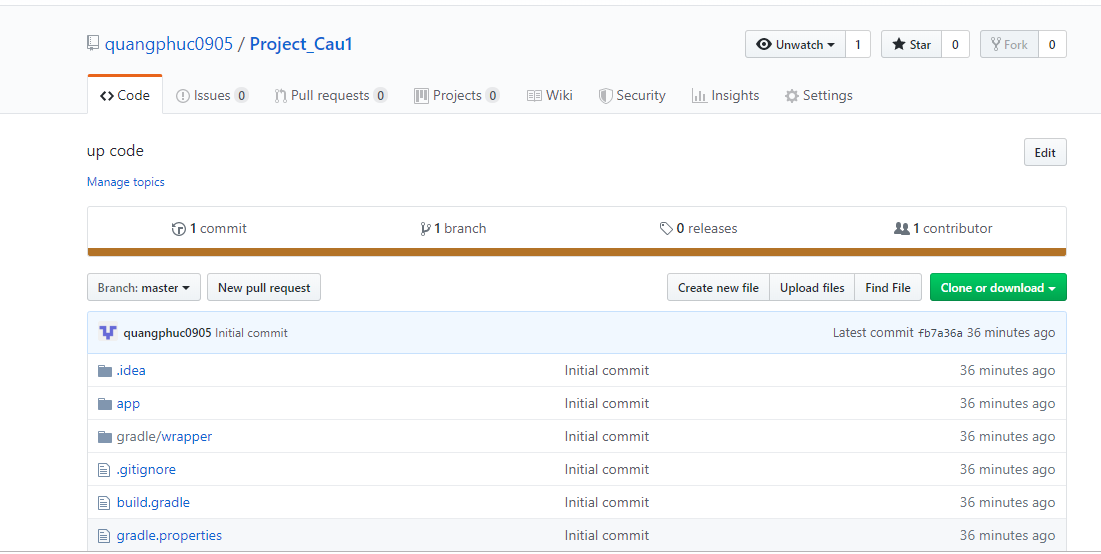 quangphuc0905 / Project_Cau1
Unwatch 1 Star 0 Fork 0
Code Issues 0 Pull requests 0 Projects 0 Wiki Security Insights Settings
up code Edit
Manage topics
1 commit 1 branch 0 releases 1 contributor
Branch: master New pull request Create new file Upload files Find File Clone or download
quangphuc0905 Initial commit Latest commit fb7a36a 36 minutes ago
.idea Initial commit 36 minutes ago
app Initial commit 36 minutes ago
gradle/wrapper Initial commit 36 minutes ago
.gitignore Initial commit 36 minutes ago
build.gradle Initial commit 36 minutes ago
gradle.properties Initial commit 36 minutes ago